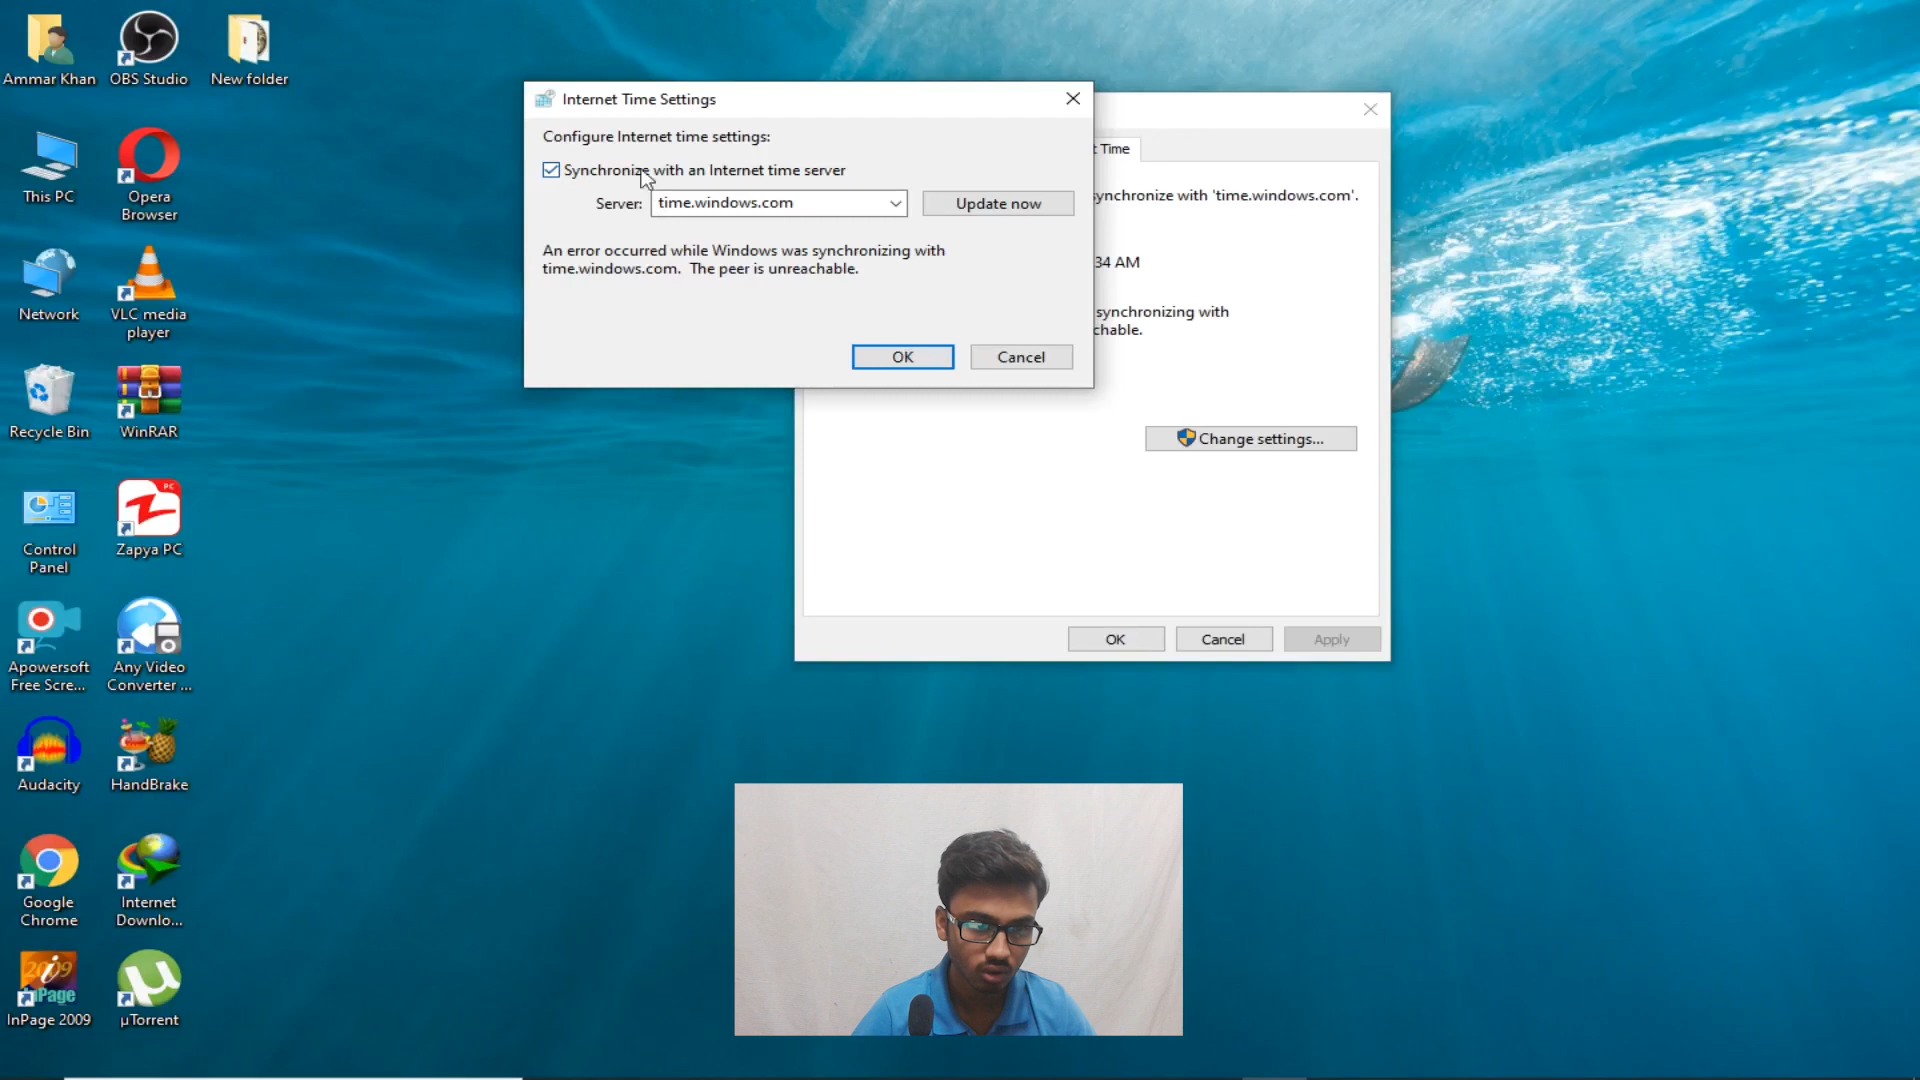 Ammar Khan
OBS Studio
New folder
This PC
Opera
Browser
Network
VLC media
player
Recycle Bin
WinRAR
Control
Panel
PC
Zapya PC
Apowersoft
Free Scre...
Any Video
Converter ...
Audacity
HandBrake
Google
Chrome
Internet
Downlo...
2009
InPage
InPage 2009
µTorrent
Internet Time Settings
Configure Internet time settings:
Synchronize with an Internet time server
Server: time.windows.com
Update now
An error occurred while Windows was synchronizing with
time.windows.com. The peer is unreachable.
OK
Cancel
t Time
ynchronize with 'time.windows.com'.
34 AM
synchronizing with
chable.
Change settings...
OK
Cancel
Apply